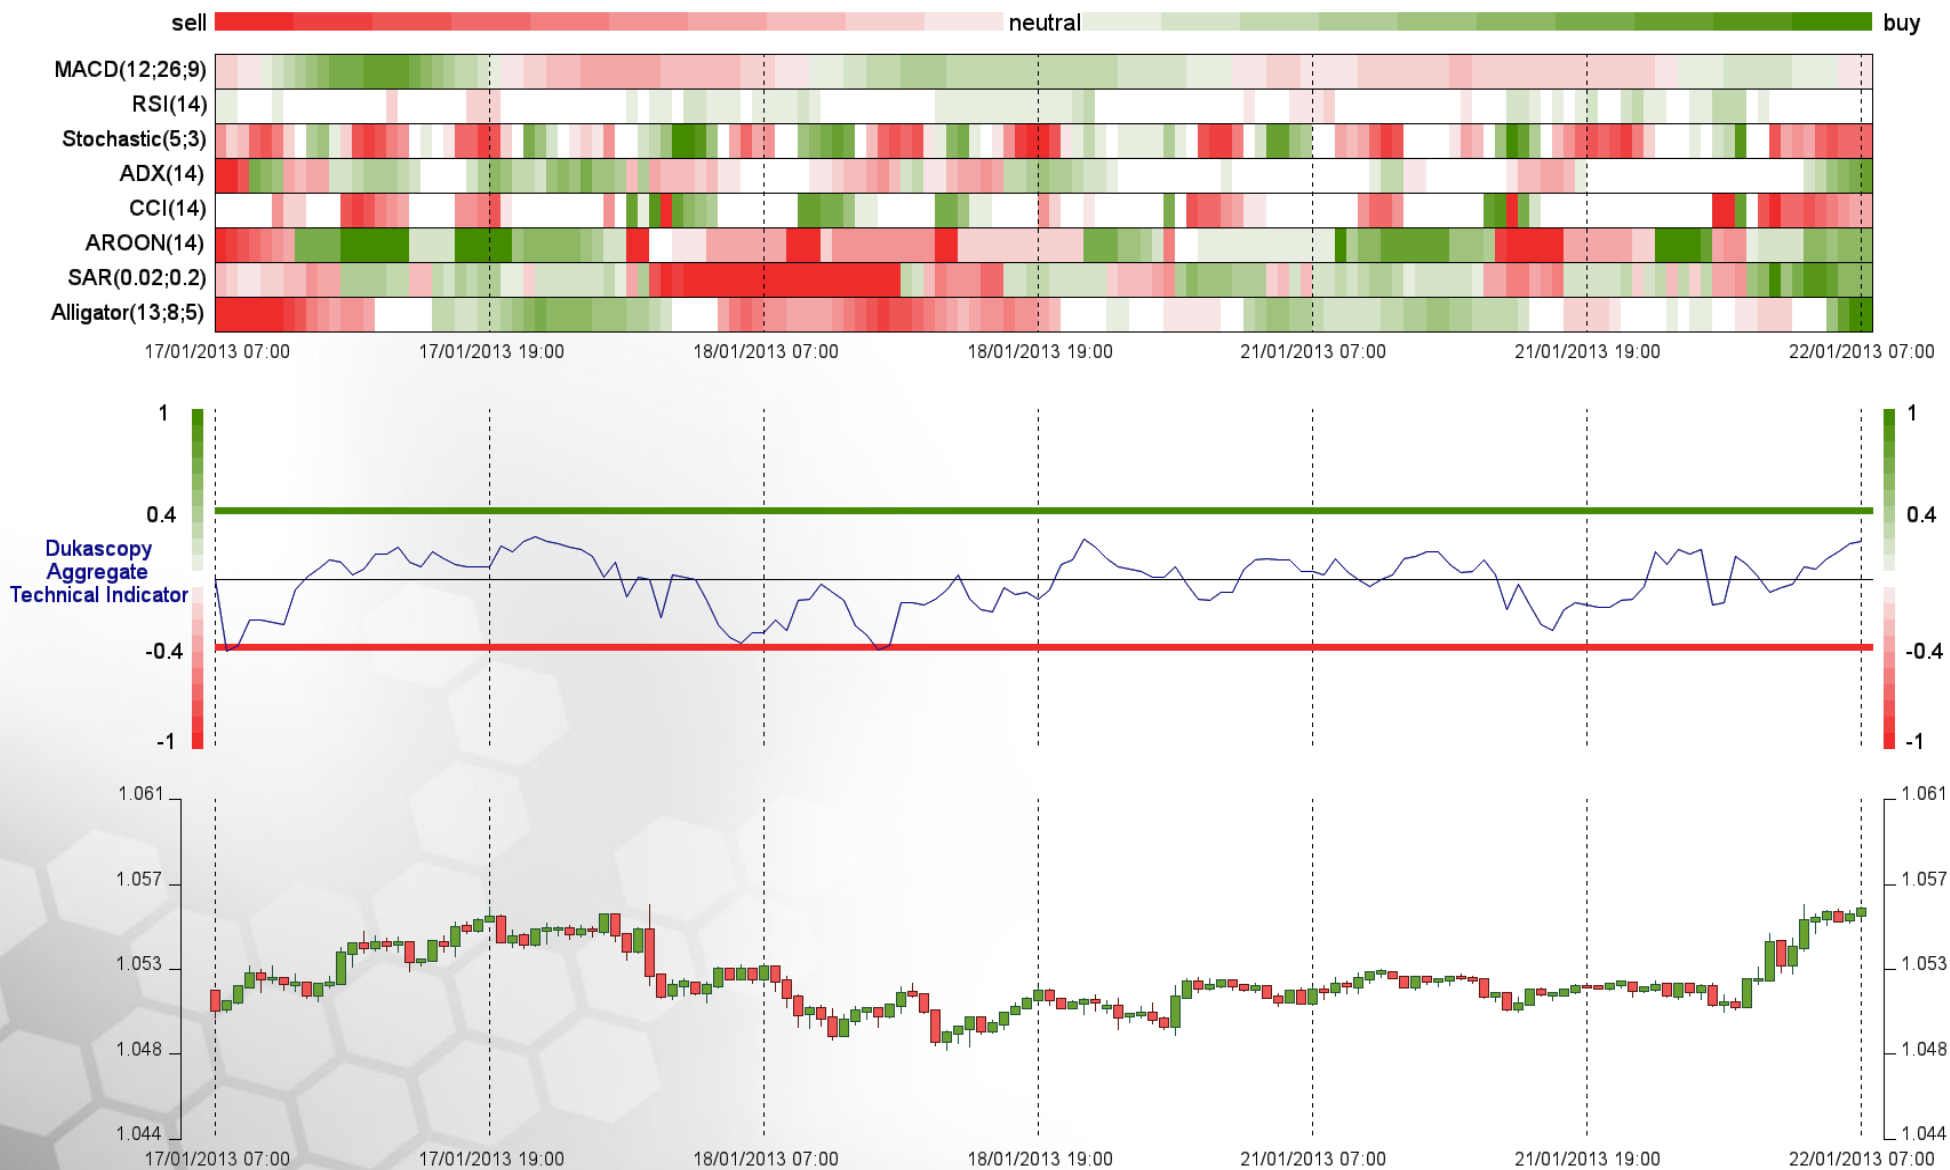 sell neutral buy
MACD(12;26;9)
RSI(14)
Stochastic(5;3)
ADX(14)
CCI(14)
AROON(14)
SAR(0.02;0.2)
Alligator(13;8;5)
17/01/2013 07:00 17/01/2013 19:00 18/01/2013 07:00 18/01/2013 19:00 21/01/2013 07:00 21/01/2013 19:00 22/01/2013 07:00
1 1
0.4 0.4
Dukascopy
Aggregate
Technical Indicator
-0.4 -0.4
-1 -1
1.061 1.061
1.057 1.057
1.053 1.053
1.048 1.048
1.044 1.044
17/01/2013 07:00 17/01/2013 19:00 18/01/2013 07:00 18/01/2013 19:00 21/01/2013 07:00 21/01/2013 19:00 22/01/2013 07:00